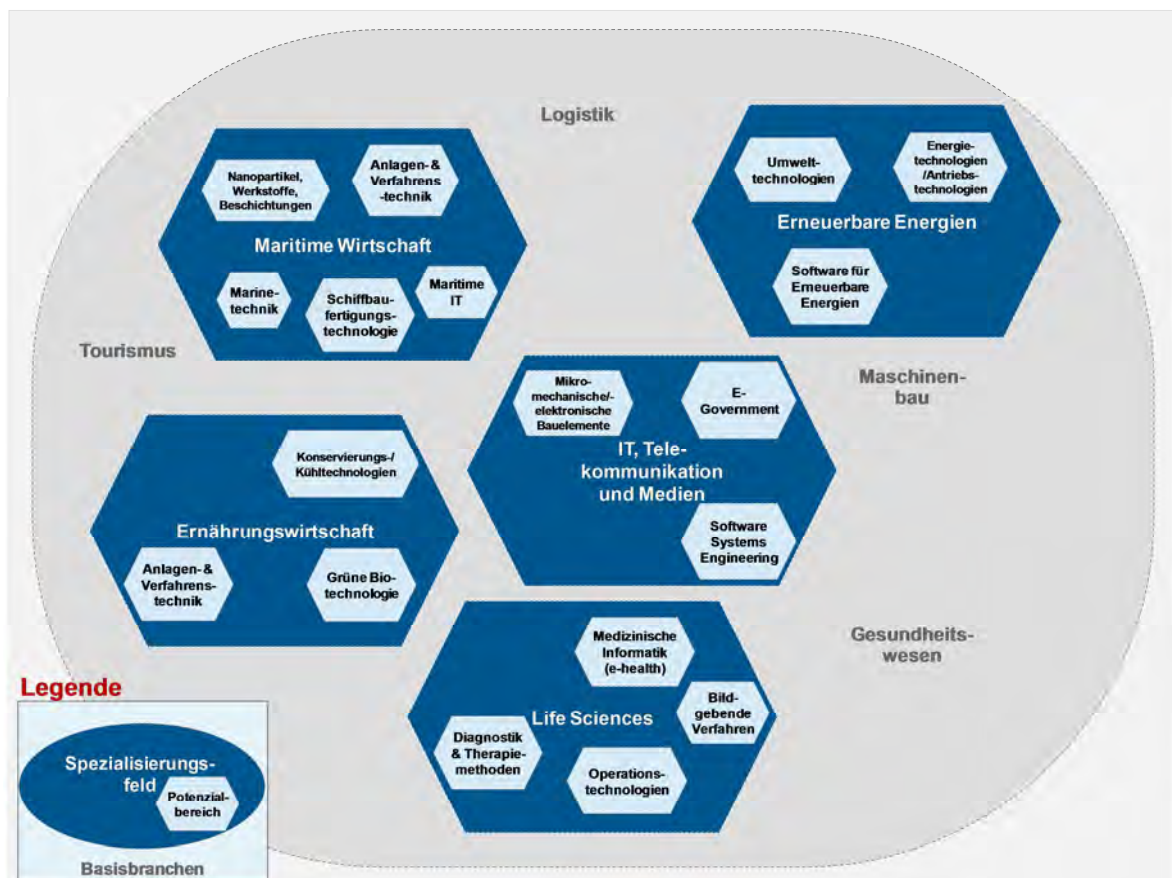 Logistik
Nanopartikel,
Werkstoffe,
Beschichtungen
Anlagen- &
Verfahrens
-technik
Maritime Wirtschaft
Marine-
technik
Schiffbau-
fertigungs-
technologie
Maritime
IT
Umwelt-
technologien
Energie-
technologien
/Antriebs-
technologien
Erneuerbare Energien
Software für
Erneuerbare
Energien
Tourismus
Maschinen-
bau
Mikro-
mechanische/-
elektronische
Bauelemente
E-
Government
IT, Tele-
kommunikation
und Medien
Software
Systems
Engineering
Konservierungs-/
Kühltechnologien
Ernährungswirtschaft
Anlagen- &
Verfahrens-
technik
Grüne Bio-
technologie
Gesundheits-
wesen
Medizinische
Informatik
(e-health)
Bild-
gebende
Verfahren
Life Sciences
Diagnostik
& Therapie-
methoden
Operations-
technologien
Legende
Spezialisierungs-
feld
Potenzial-
bereich
Basisbranchen